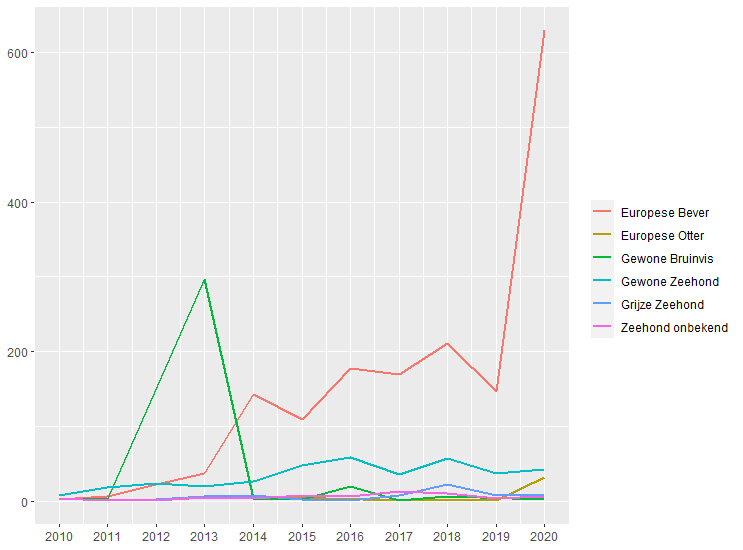 600
400
200
0
2010 2011 2012 2013 2014 2015 2016 2017 2018 2019 2020
Europese Bever
Europese Otter
Gewone Bruinvis
Gewone Zeehond
Grijze Zeehond
Zeehond onbekend